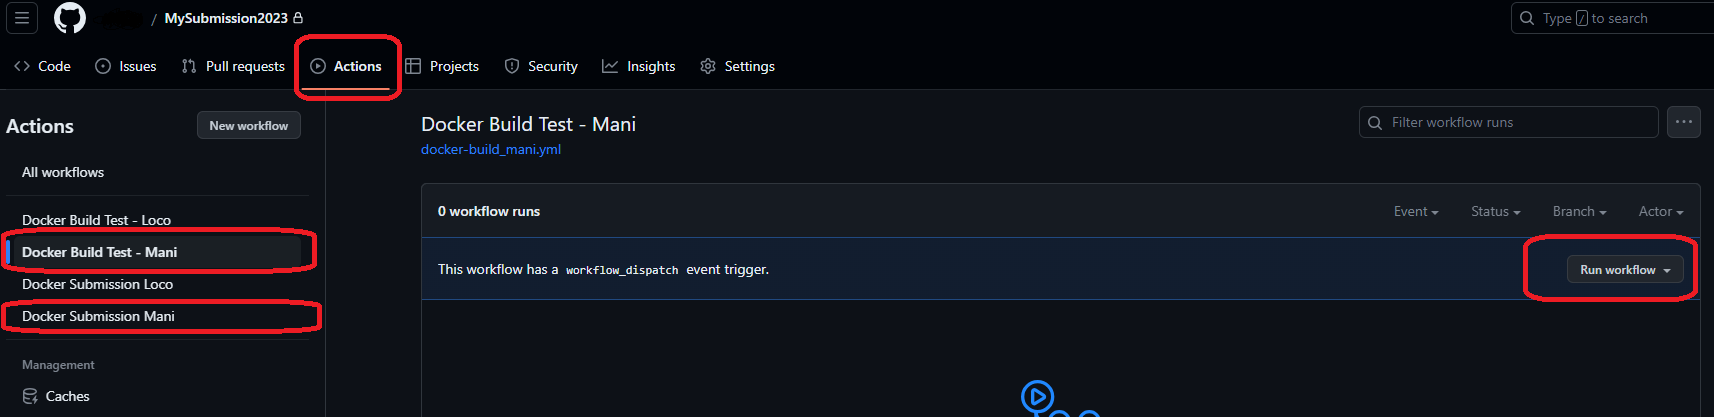 / MySubmission2023
Type / to search
Code Issues Pull requests Actions Projects Security Insights Settings
Actions
New workflow
All workflows
Docker Build Test - Loco
Docker Build Test - Mani
Docker Submission Loco
Docker Submission Mani
Management
Caches
Docker Build Test - Mani
docker-build_mani.yml
Filter workflow runs
0 workflow runs
Event Status Branch Actor
This workflow has a workflow_dispatch event trigger.
Run workflow